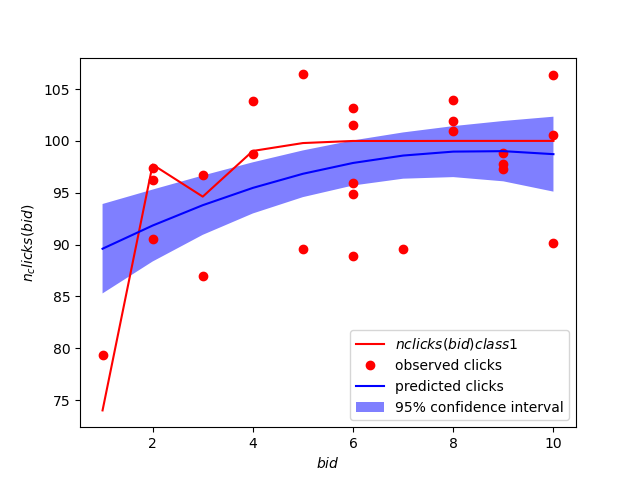 105
100
95
90
85
80
75
n_clicks(bid)
2
4
6
8
10
bid
nclicks(bid)class1
observed clicks
predicted clicks
95% confidence interval